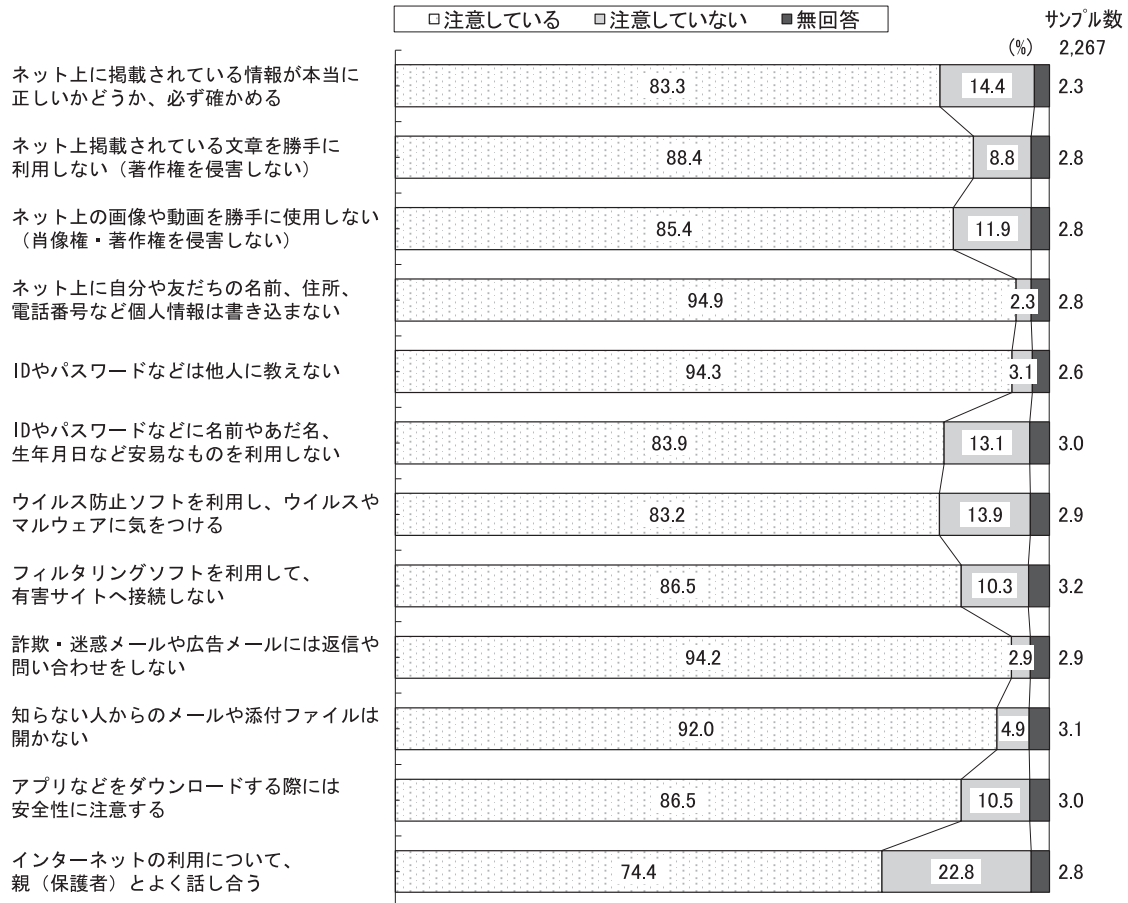 □注意している □注意していない ■無回答
サンプル数
(%) 2,267
ネット上に掲載されている情報が本当に
正しいかどうか、必ず確かめる
83.3 14.4 2.3
ネット上掲載されている文章を勝手に
利用しない（著作権を侵害しない）
88.4 8.8 2.8
ネット上の画像や動画を勝手に使用しない
（肖像権・著作権を侵害しない）
85.4 11.9 2.8
ネット上に自分や友だちの名前、住所、
電話番号など個人情報は書き込まない
94.9 2.3 2.8
IDやパスワードなどは他人に教えない
94.3 3.1 2.6
IDやパスワードなどに名前やあだ名、
生年月日など安易なものを利用しない
83.9 13.1 3.0
ウイルス防止ソフトを利用し、ウイルスや
マルウェアに気をつける
83.2 13.9 2.9
フィルタリングソフトを利用して、
有害サイトへ接続しない
86.5 10.3 3.2
詐欺・迷惑メールや広告メールには返信や
問い合わせをしない
94.2 2.9 2.9
知らない人からのメールや添付ファイルは
開かない
92.0 4.9 3.1
アプリなどをダウンロードする際には
安全性に注意する
86.5 10.5 3.0
インターネットの利用について、
親（保護者）とよく話し合う
74.4 22.8 2.8